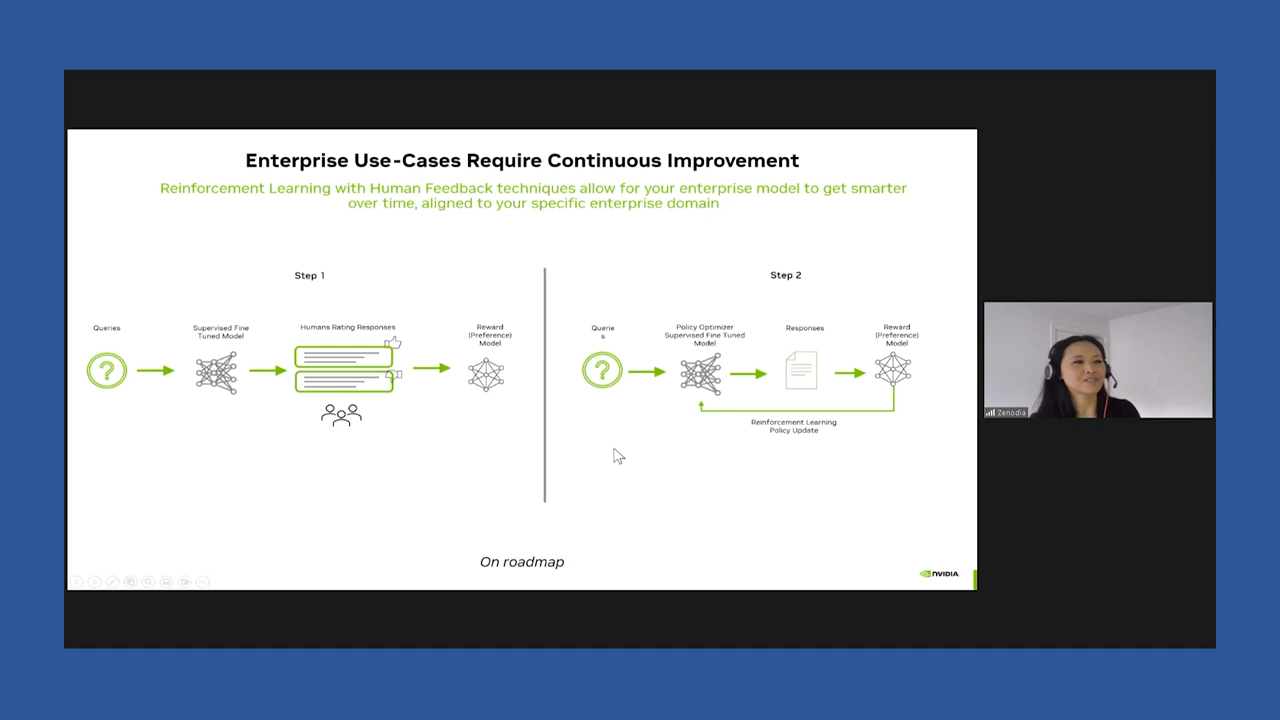 Enterprise Use-Cases Require Continuous Improvement
Reinforcement Learning with Human Feedback techniques allow for your enterprise model to get smarter
over time, aligned to your specific enterprise domain
Step 1
Queries
Supervised Fine
Tuned Model
Humans Rating Responses
Reward
(Preference)
Model
?
Step 2
Querie
s
Policy Optimizer
Supervised Fine Tuned
Model
Responses
Reward
(Preference)
Model
?
Reinforcement Learning
Policy Update
On roadmap
NVIDIA
Zenodia